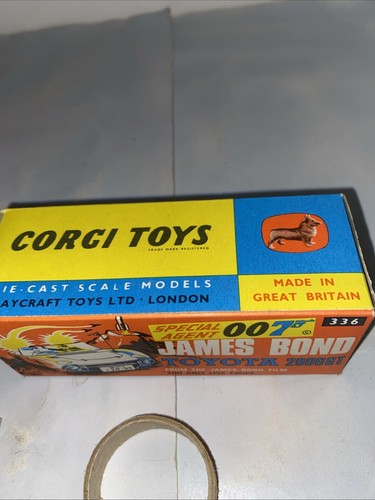 CORGI TOYS
TRADE MARK REGISTERED
IE-CAST SCALE MODELS
AYCRAFT TOYS LTD · LONDON
MADE IN
GREAT BRITAIN
336
SPECIAL
AGENT
007
JAMES BOND
TOYOTA 2000GT
FROM THE JAMES BOND FILM